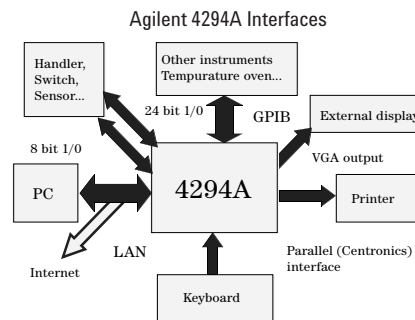 Agilent 4294A Interfaces
Handler,
Switch,
Sensor...
Other instruments
Tempurature oven...
24 bit 1/0
GPIB
External display
8 bit 1/0
VGA output
PC
4294A
Printer
LAN
Internet
Parallel (Centronics)
interface
Keyboard